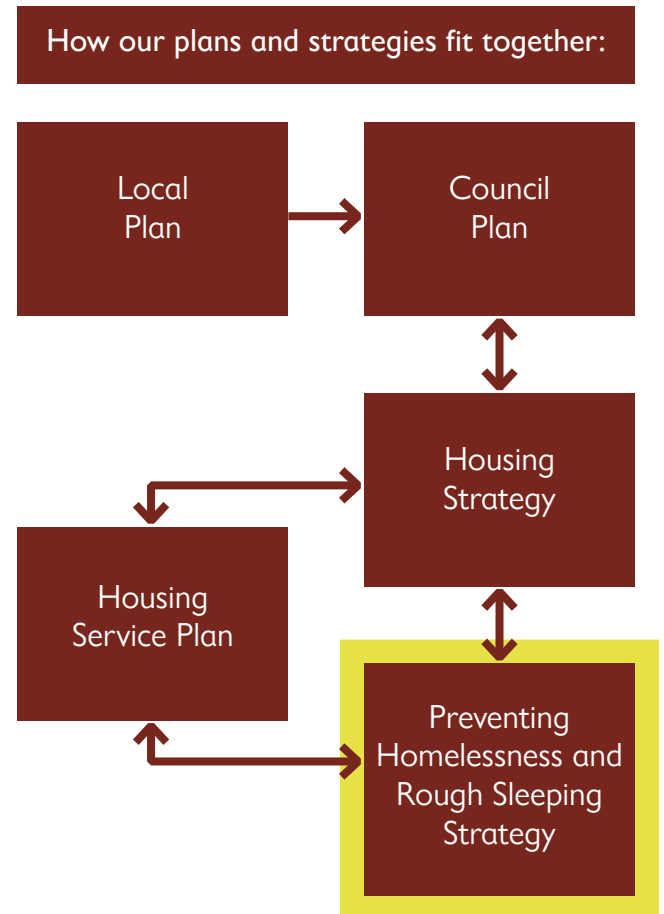 How our plans and strategies fit together:
Local
Plan
Council
Plan
Housing
Strategy
Housing
Service Plan
Preventing
Homelessness and
Rough Sleeping
Strategy